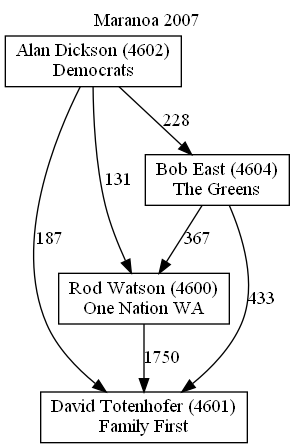 Maranoa 2007
Alan Dickson (4602)
Democrats
228
Bob East (4604)
The Greens
131
187
367
Rod Watson (4600)
One Nation WA
433
1750
David Totenhofer (4601)
Family First